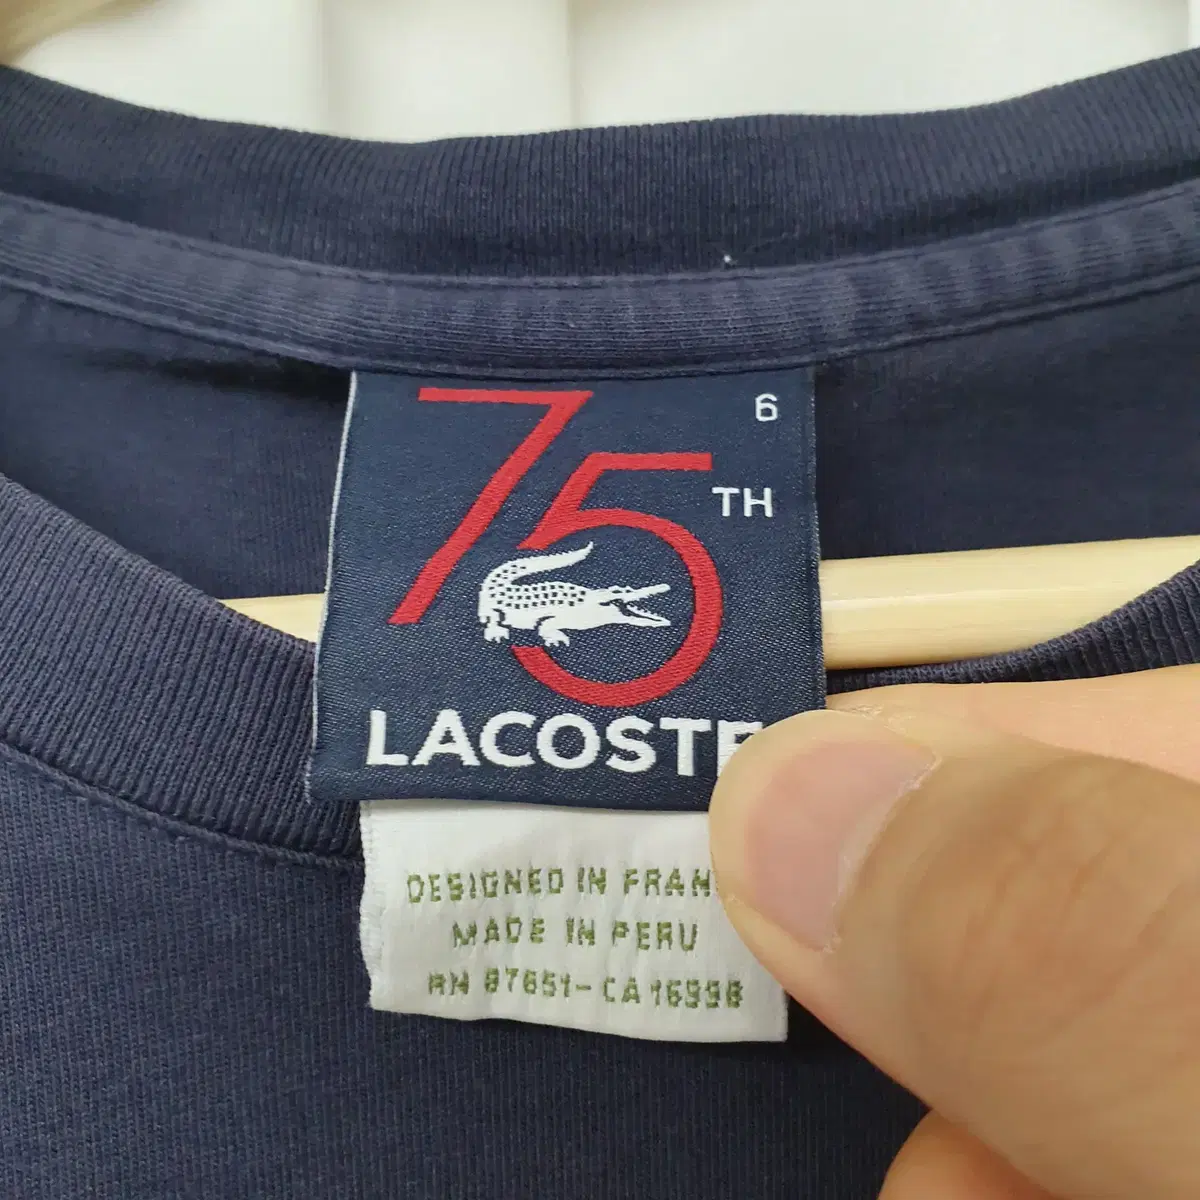 6
75 TH
LACOSTE
DESIGNED IN FRAN
MADE IN PERU
RN 87651-CA 16998